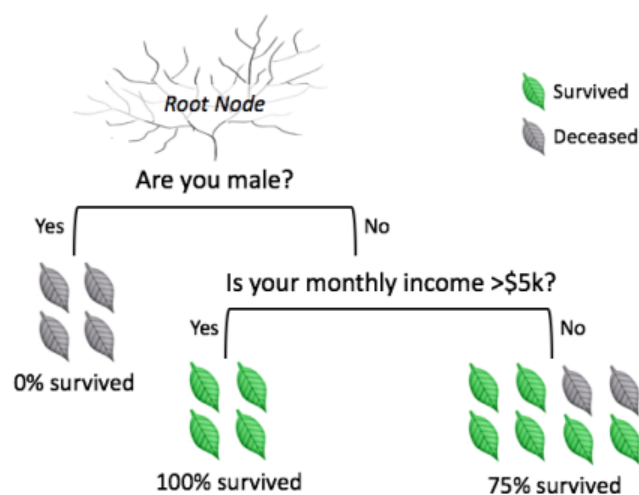 Root Node
Survived
Deceased
Are you male?
Yes
No
Is your monthly income >$5k?
Yes
No
0% survived
100% survived
75% survived